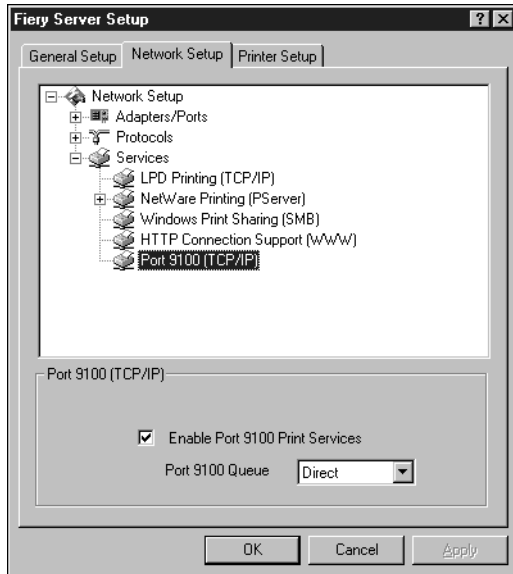 Fiery Server Setup
General Setup Network Setup Printer Setup
Network Setup
Adapters/Ports
Protocols
Services
LPD Printing (TCP/IP)
NetWare Printing (PServer)
Windows Print Sharing (SMB)
HTTP Connection Support (WWW)
Port 9100 (TCP/IP)
Port 9100 (TCP/IP)
Enable Port 9100 Print Services
Port 9100 Queue Direct
OK Cancel Apply